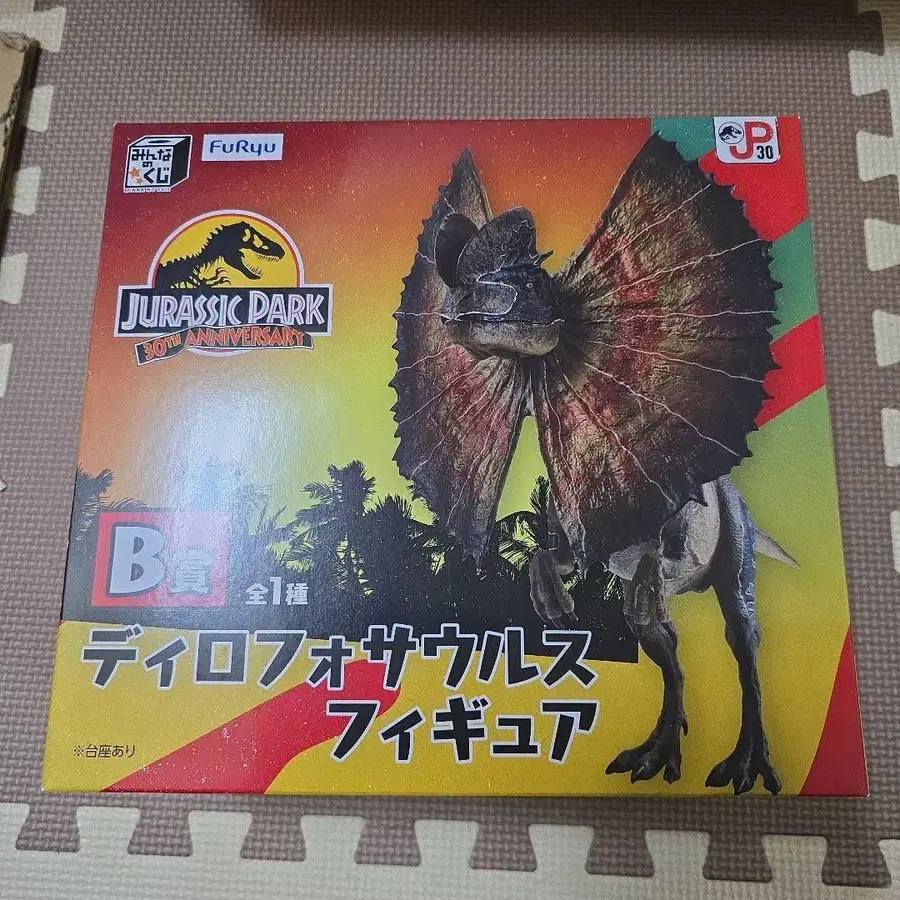 みんなの
くじ
FuRyu
JP
30
JURASSIC PARK
30TH ANNIVERSARY
B賞
全1種
ディロフォサウルス
フィギュア
※台座あり